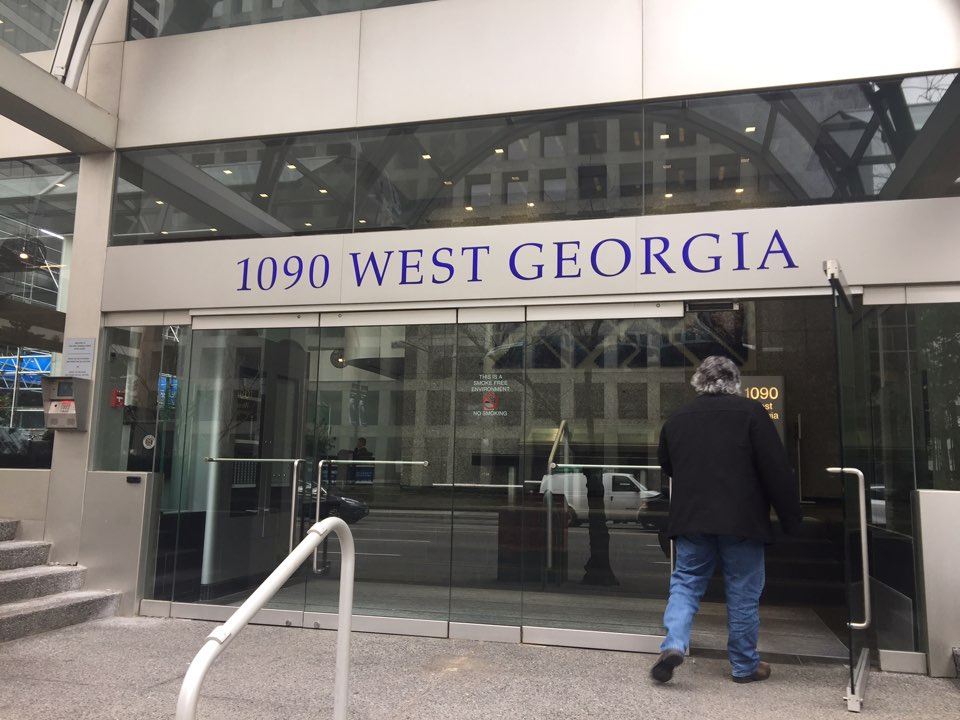 1090 WEST GEORGIA
THIS IS A
SMOKE FREE
ENVIRONMENT
NO SMOKING
1090